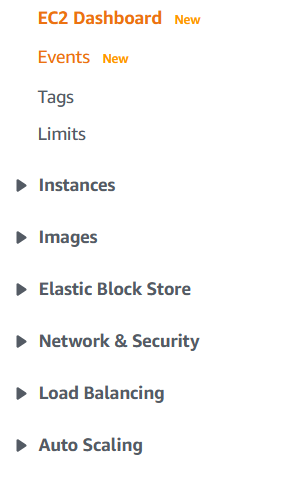 EC2 Dashboard New
Events New
Tags
Limits
Instances
Images
Elastic Block Store
Network & Security
Load Balancing
Auto Scaling